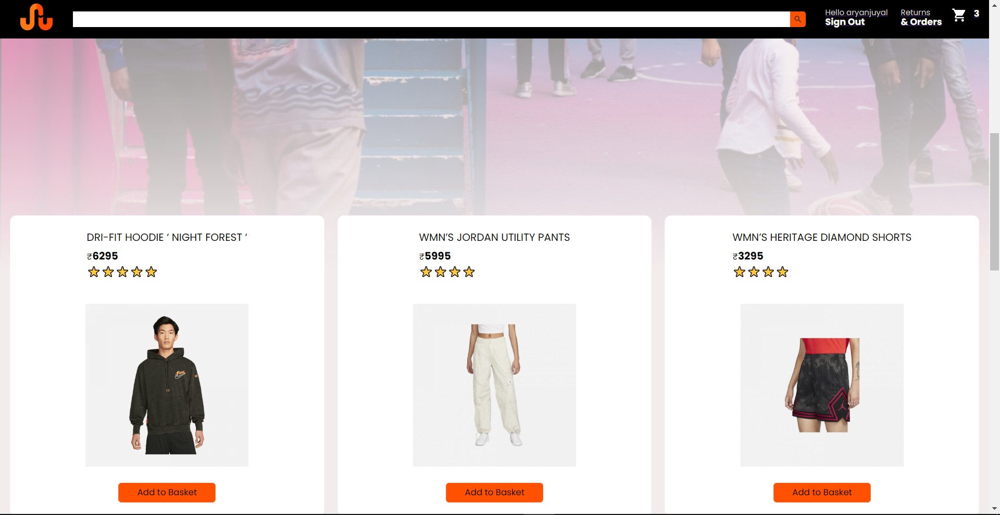 Hello aryanjuyal
Sign Out
Returns
& Orders
3
DRI-FIT HOODIE ‘ NIGHT FOREST ‘
₹6295
WMN’S JORDAN UTILITY PANTS
₹5995
WMN’S HERITAGE DIAMOND SHORTS
₹3295
Add to Basket
Add to Basket
Add to Basket